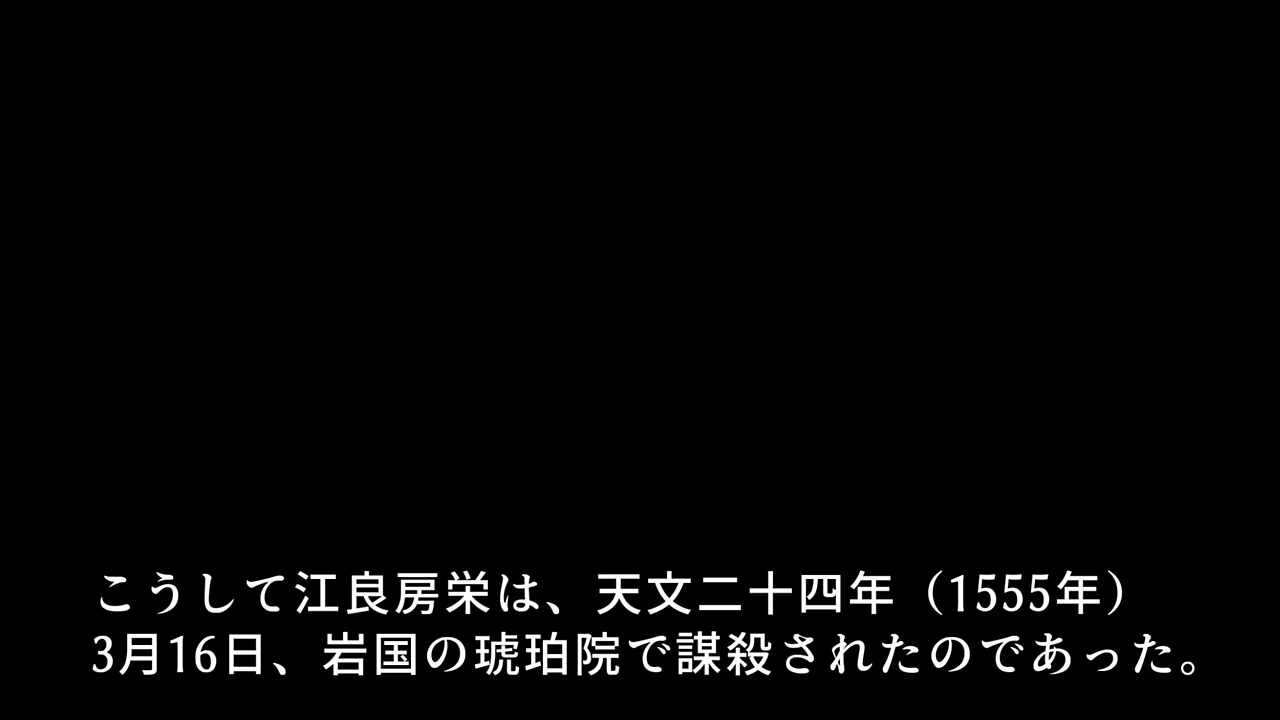 こうして江良房栄は、天文二十四年（1555年）
3月16日、岩国の琥珀院で謀殺されたのであった。